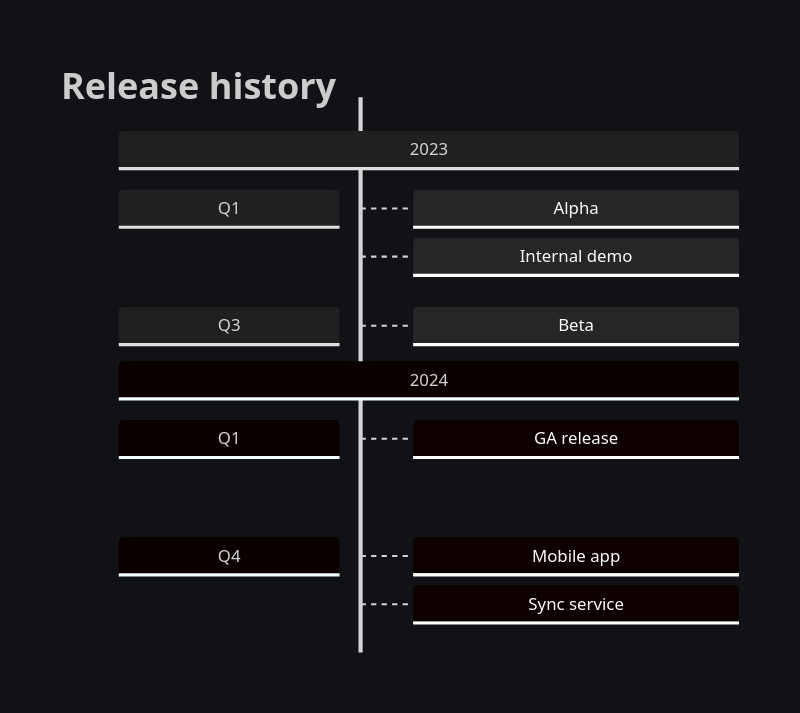 Release history
2023
Q1
Alpha
Internal demo
Q3
Beta
2024
Q1
GA release
Q4
Mobile app
Sync service